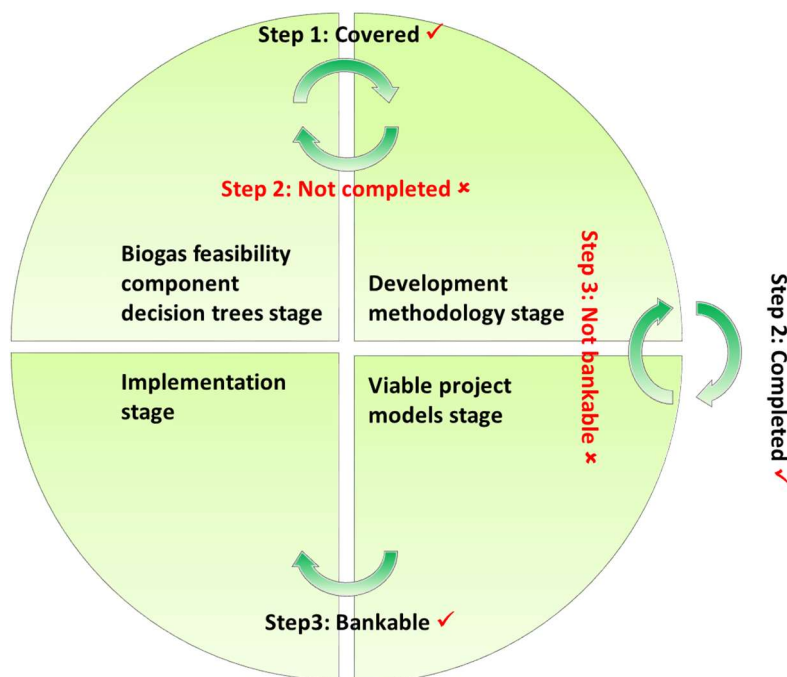 Step 1: Covered ✓
Step 2: Not completed ✘
Biogas feasibility
component
decision trees stage
Development
methodology stage
Step 3: Not bankable ✘
Step 2: Completed ✓
Implementation
stage
Viable project
models stage
Step3: Bankable ✓